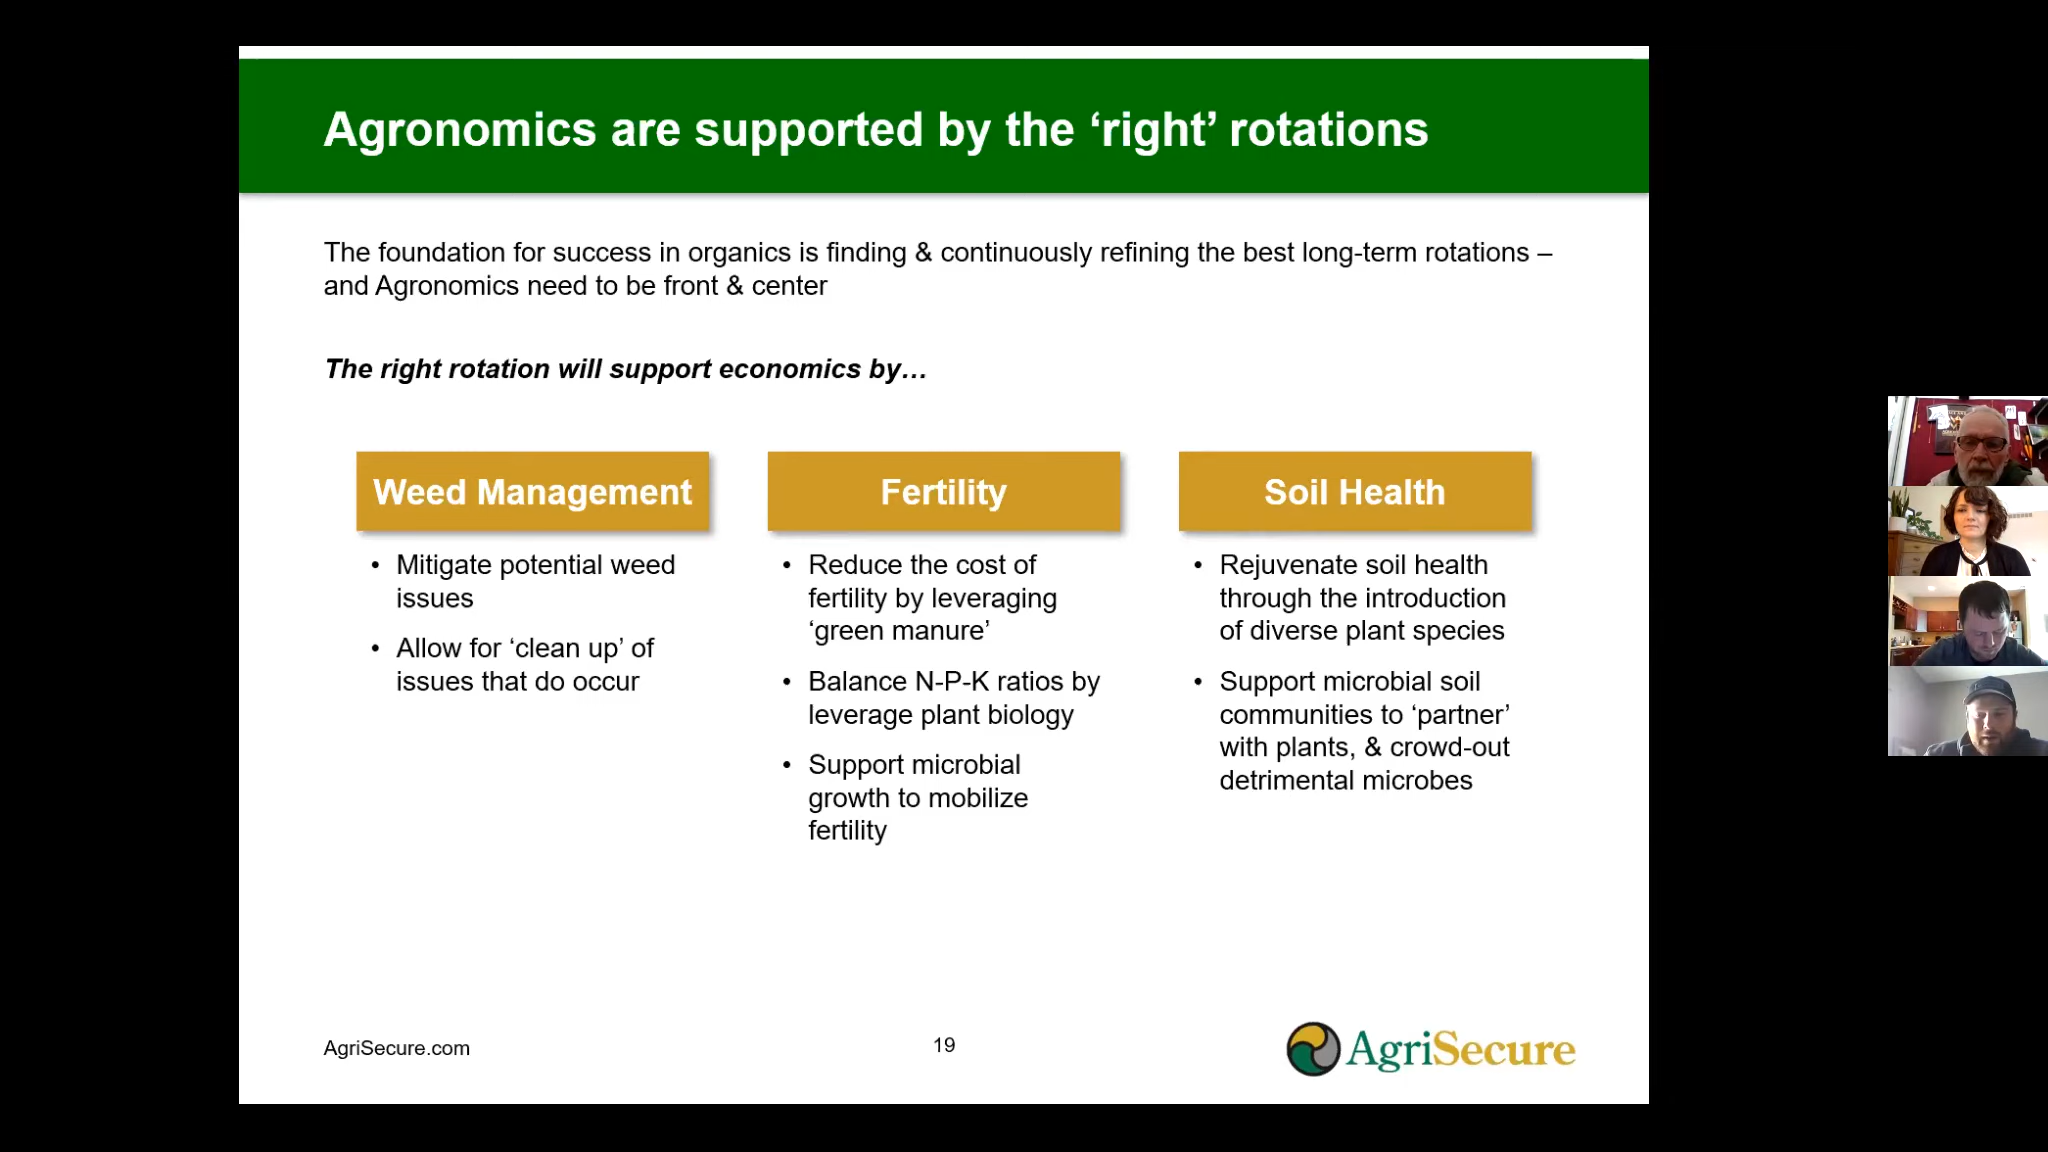 Agronomics are supported by the ‘right’ rotations
The foundation for success in organics is finding & continuously refining the best long-term rotations –
and Agronomics need to be front & center
The right rotation will support economics by…
Weed Management
• Mitigate potential weed
issues
• Allow for ‘clean up’ of
issues that do occur
Fertility
• Reduce the cost of
fertility by leveraging
‘green manure’
• Balance N-P-K ratios by
leverage plant biology
• Support microbial
growth to mobilize
fertility
Soil Health
• Rejuvenate soil health
through the introduction
of diverse plant species
• Support microbial soil
communities to ‘partner’
with plants, & crowd-out
detrimental microbes
AgriSecure.com
19
AgriSecure